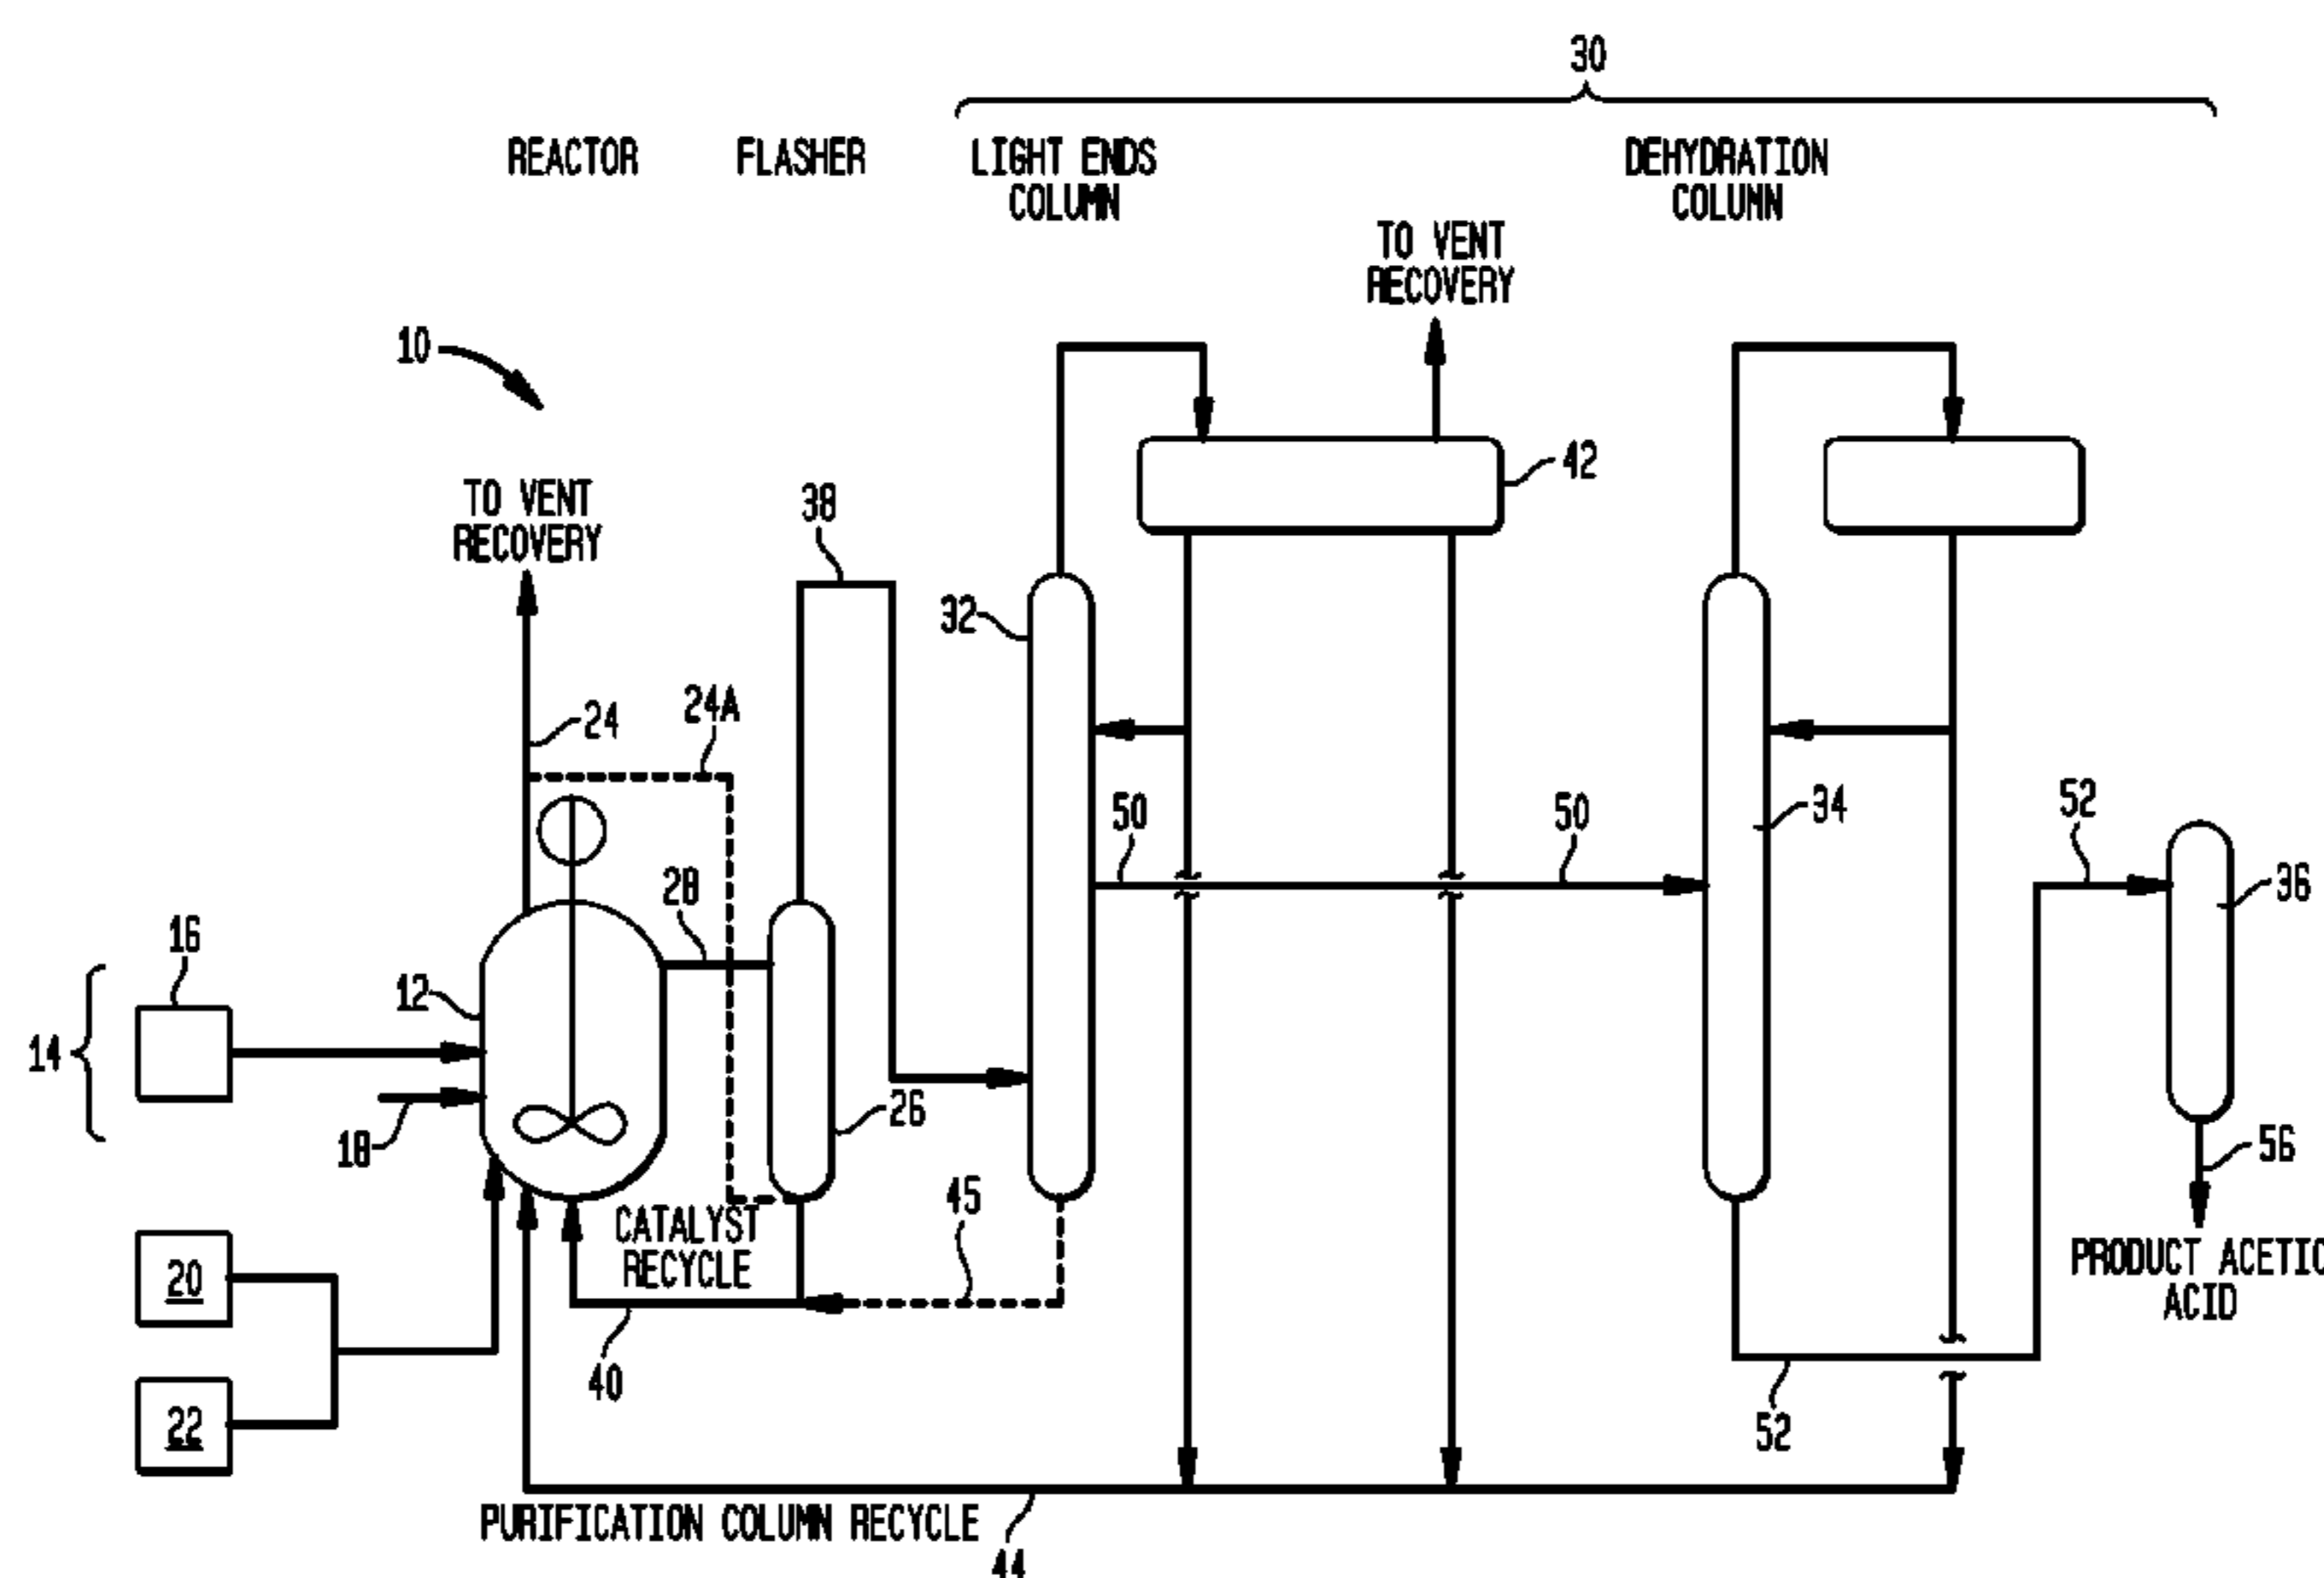 30
REACTOR
FLASHER
LIGHT ENDS
COLUMN
DEHYDRATION
COLUMN
TO VENT
RECOVERY
10
42
TO VENT
RECOVERY
38
32
24A
24
34
50
50
52
28
36
16
12
14
26
18
56
45
CATALYST
RECYCLE
PRODUCT ACETIC
ACID
20
40
22
52
PURIFICATION COLUMN RECYCLE
44